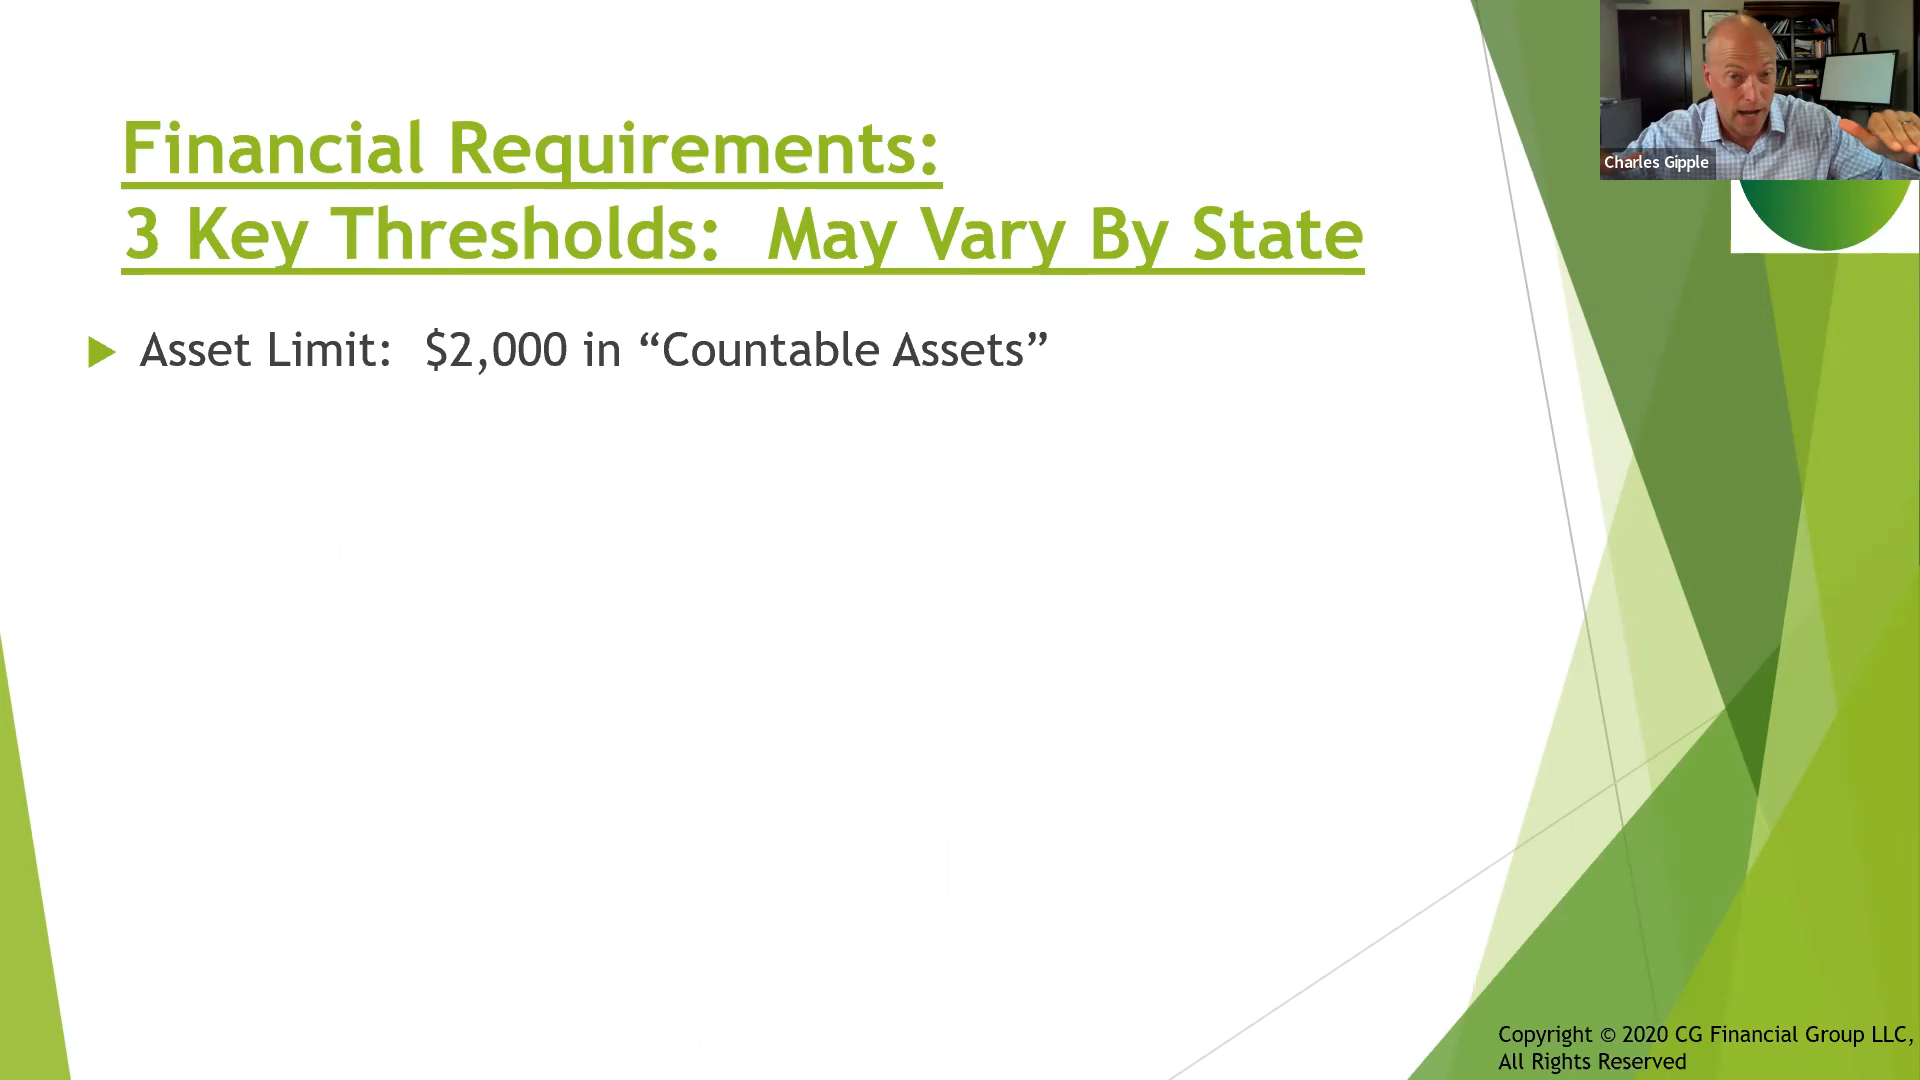 Charles Gipple
Financial Requirements:
3 Key Thresholds:  May Vary By State
Asset Limit:  $2,000 in “Countable Assets”
Copyright © 2020 CG Financial Group LLC,
All Rights Reserved